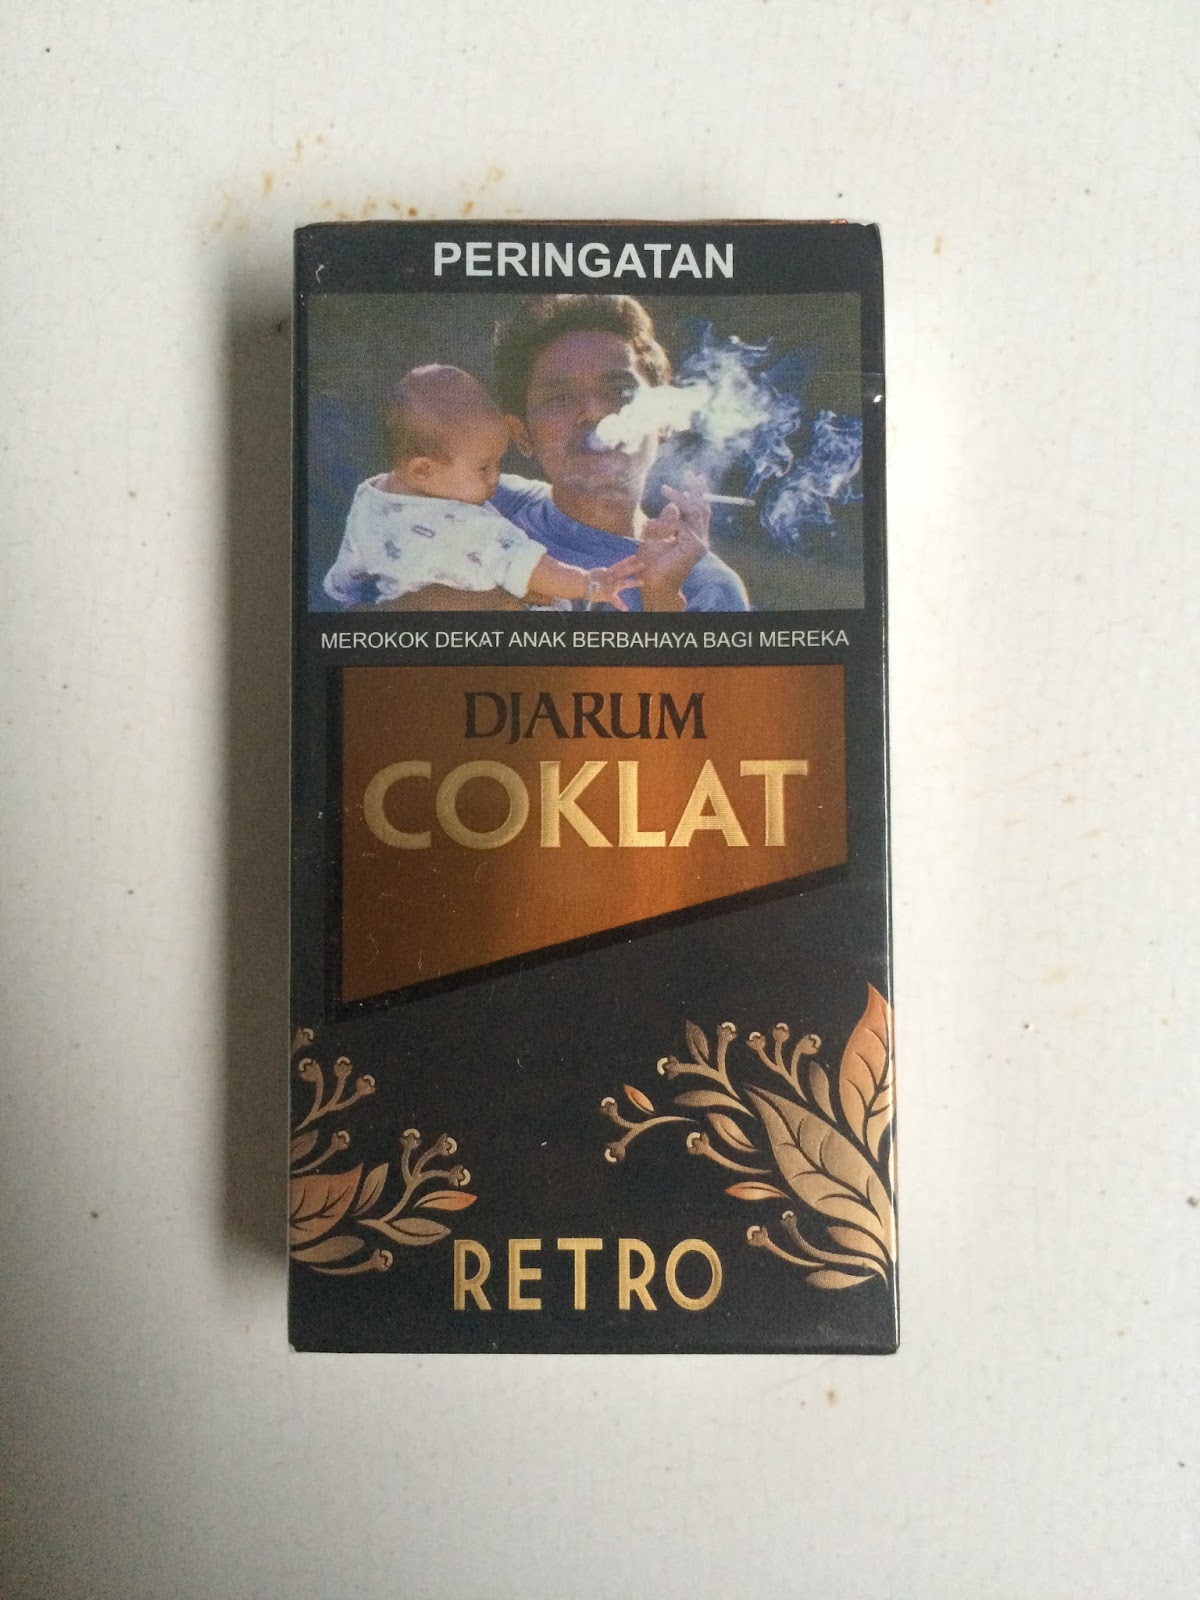 PERINGATAN
MEROKOK DEKAT ANAK BERBAHAYA BAGI MEREKA
DJARUM
COKLAT
RETRO